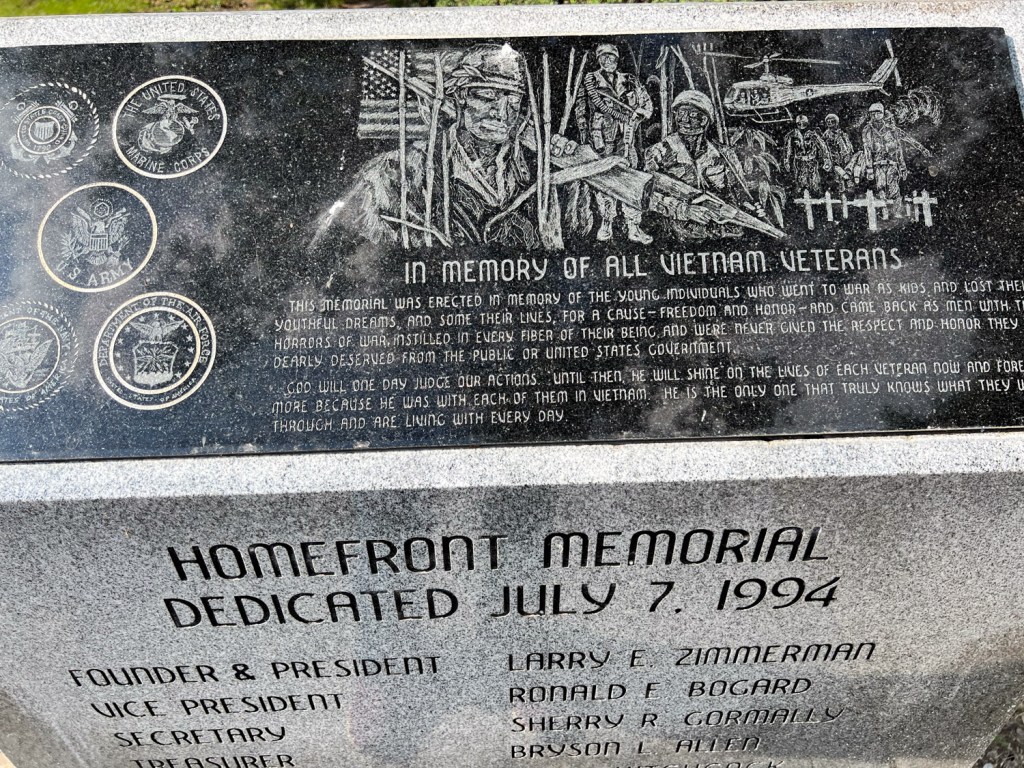 THE UNITED STATES
MARINE CORPS
U.S. ARMY
DEPARTMENT OF THE AIR FORCE
IN MEMORY OF ALL VIETNAM VETERANS
THIS MEMORIAL WAS ERECTED IN MEMORY OF THE YOUNG INDIVIDUALS WHO WENT TO WAR AS KIDS AND LOST THEI
YOUTHFUL DREAMS, AND SOME THEIR LIVES, FOR A CAUSE-FREEDOM AND HONOR-AND CAME BACK AS MEN WITH TH
HORRORS OF WAR INSTILLED IN EVERY FIBER OF THEIR BEING AND WERE NEVER GIVEN THE RESPECT AND HONOR THEY
DEARLY DESERVED FROM THE PUBLIC OR UNITED STATES GOVERNMENT.
GOD WILL ONE DAY JUDGE OUR ACTIONS. UNTIL THEN, HE WILL SHINE ON THE LIVES OF EACH VETERAN NOW AND FORE
MORE BECAUSE HE WAS WITH EACH OF THEM IN VIETNAM. HE IS THE ONLY ONE THAT TRULY KNOWS WHAT THEY W
THROUGH AND ARE LIVING WITH EVERY DAY.
HOMEFRONT MEMORIAL
DEDICATED JULY 7, 1994
FOUNDER & PRESIDENT LARRY E. ZIMMERMAN
VICE PRESIDENT RONALD F. BOGARD
SECRETARY SHERRY R. GORMALLY
TREASURER BRYSON L. ALLEN
HITCHCOCK